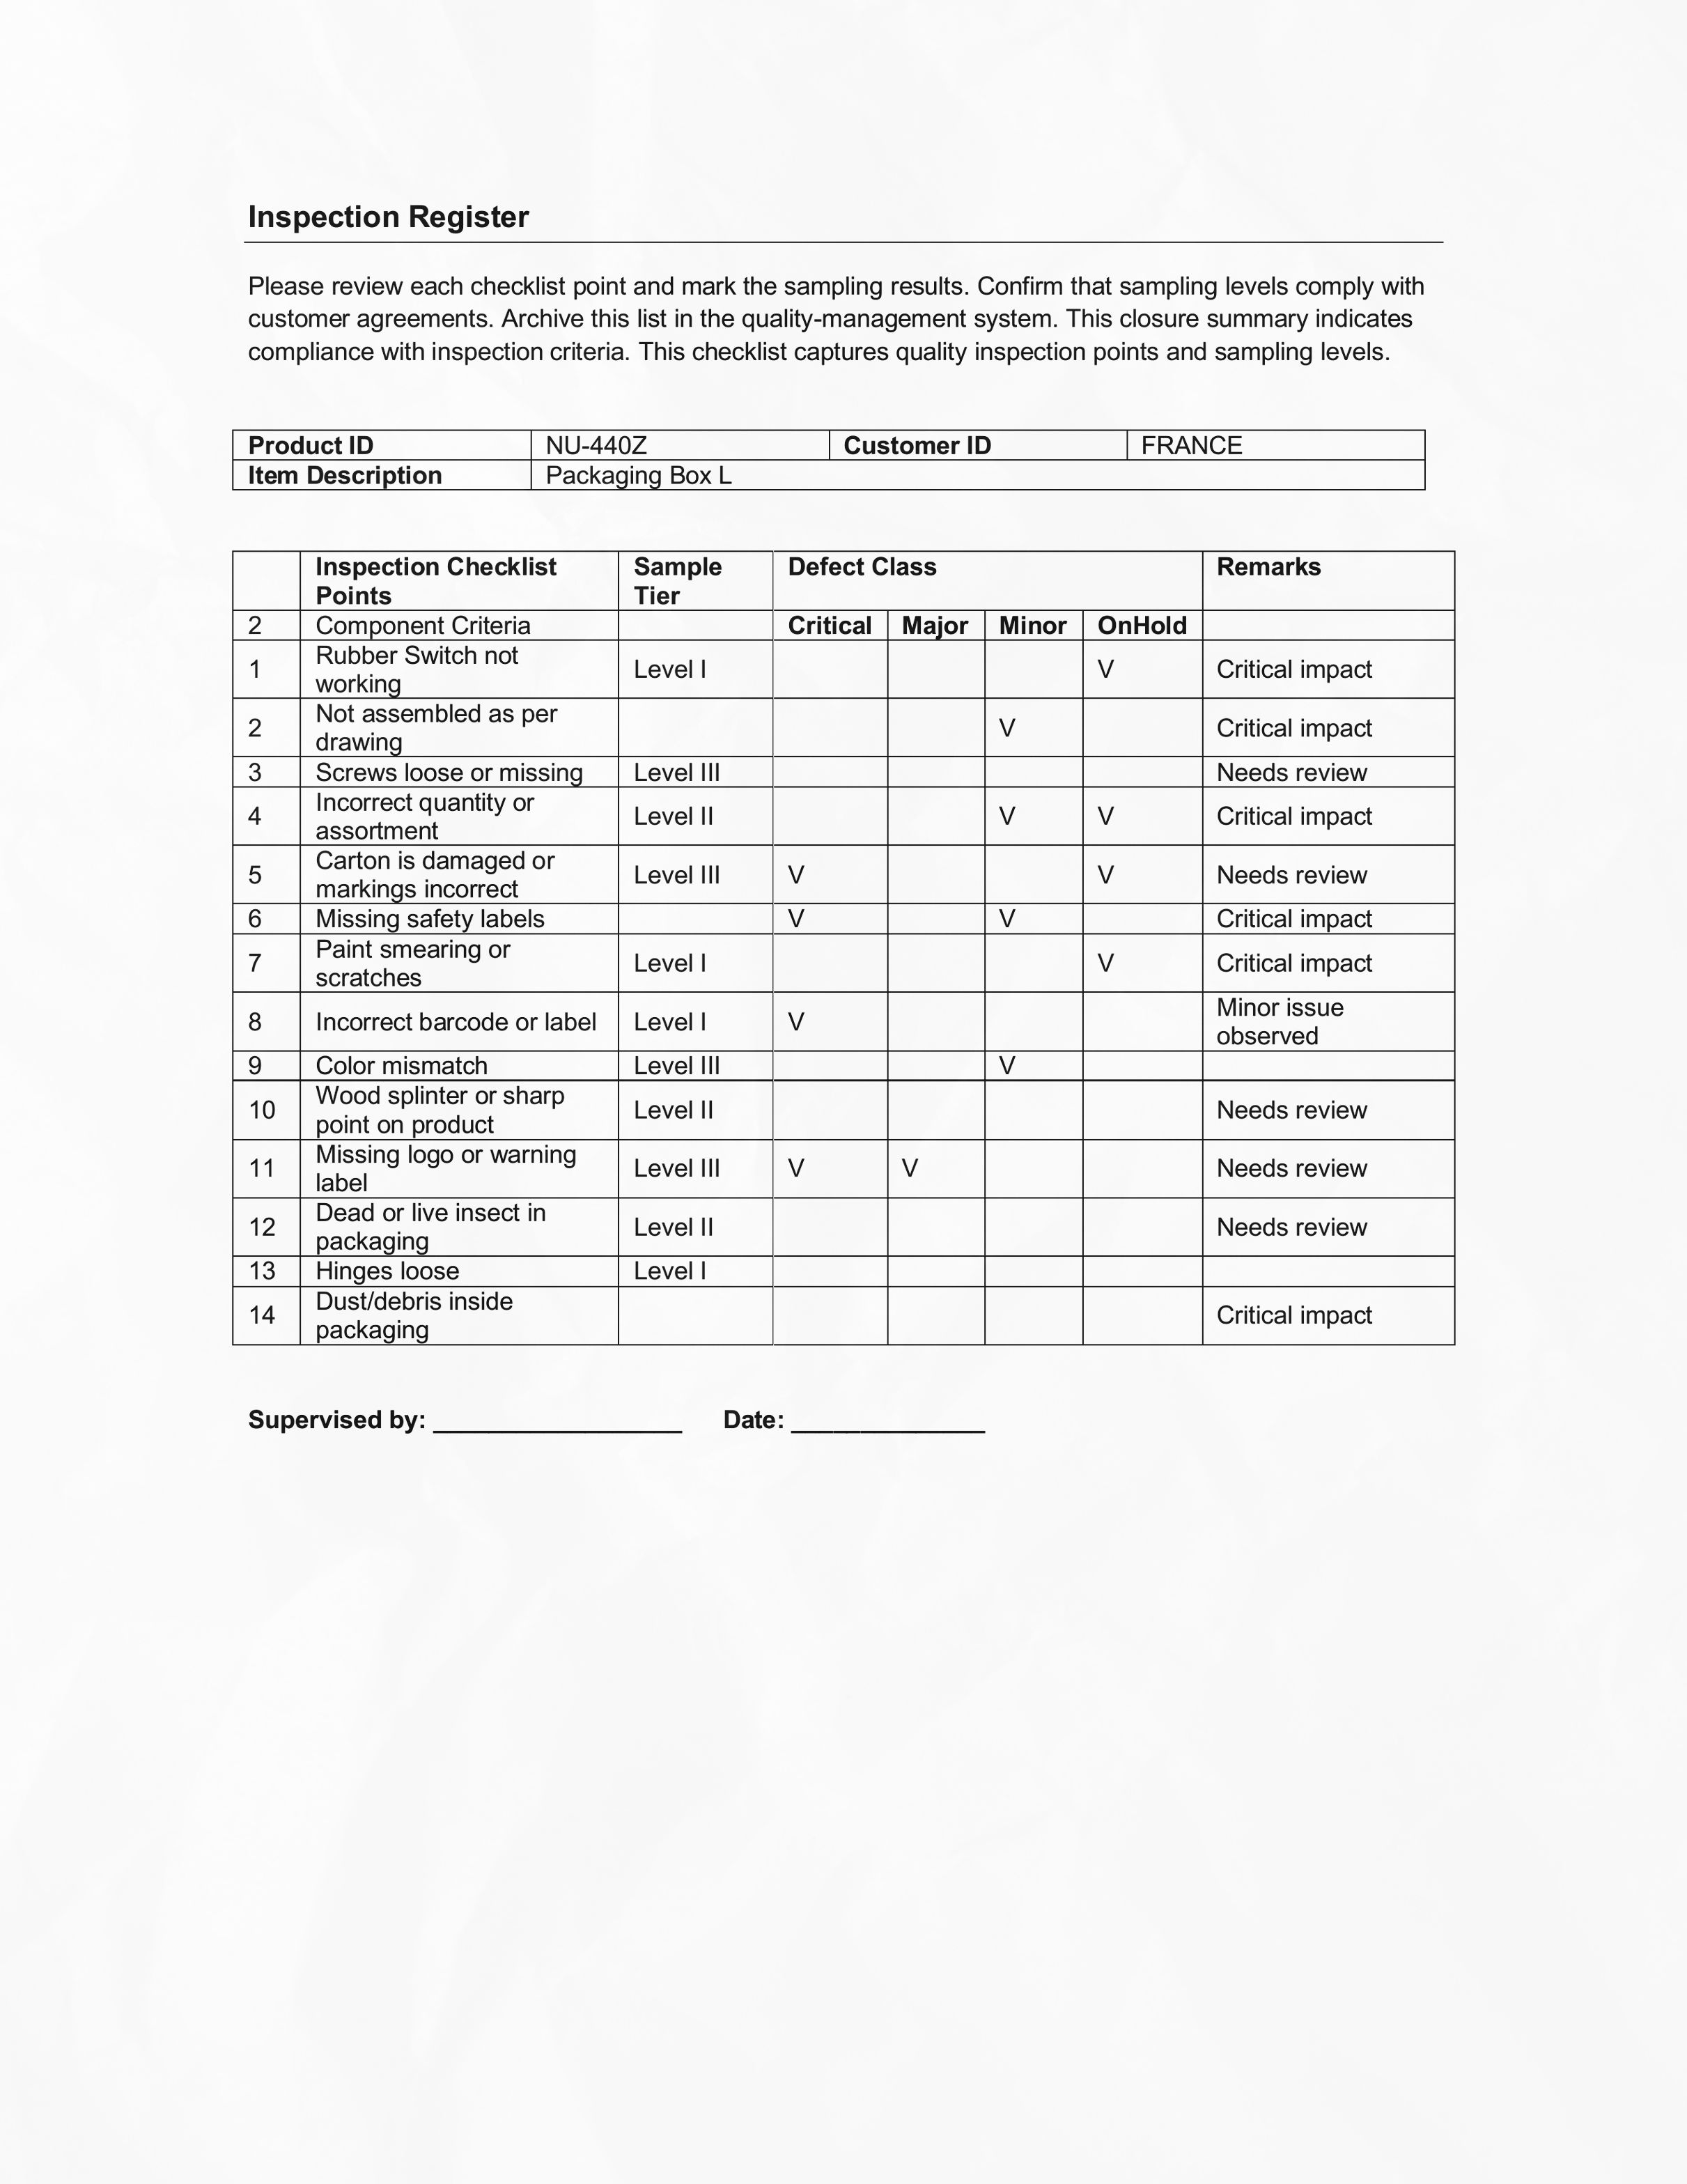 Inspection Register
Please review each checklist point and mark the sampling results. Confirm that sampling levels comply with
customer agreements. Archive this list in the quality-management system. This closure summary indicates
compliance with inspection criteria. This checklist captures quality inspection points and sampling levels.
Product ID NU-440Z Customer ID FRANCE
Item Description Packaging Box L
Inspection Checklist Points Sample Tier Defect Class Remarks
2 Component Criteria Critical Major Minor OnHold
1 Rubber Switch not working Level I V Critical impact
2 Not assembled as per drawing V Critical impact
3 Screws loose or missing Level III Needs review
4 Incorrect quantity or assortment Level II V V Critical impact
5 Carton is damaged or markings incorrect Level III V V Needs review
6 Missing safety labels V V Critical impact
7 Paint smearing or scratches Level I V Critical impact
8 Incorrect barcode or label Level I V Minor issue observed
9 Color mismatch Level III V
10 Wood splinter or sharp point on product Level II Needs review
11 Missing logo or warning label Level III V V Needs review
12 Dead or live insect in packaging Level II Needs review
13 Hinges loose Level I
14 Dust/debris inside packaging Critical impact
Supervised by: __________________ Date: ______________